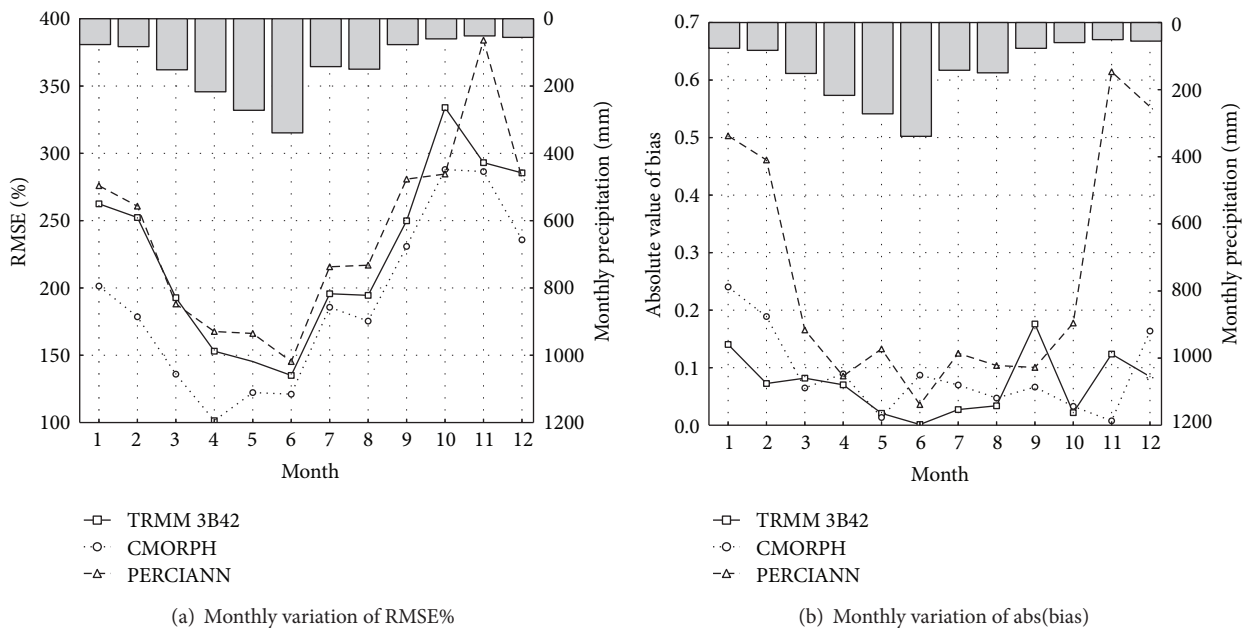 400
350
300
250
200
150
100
RMSE (%)
0
200
400
600
800
1000
1200
Monthly precipitation (mm)
1 2 3 4 5 6 7 8 9 10 11 12
Month
TRMM 3B42
CMORPH
PERCIANN
(a) Monthly variation of RMSE%
0.7
0.6
0.5
0.4
0.3
0.2
0.1
0.0
Absolute value of bias
0
200
400
600
800
1000
1200
Monthly precipitation (mm)
1 2 3 4 5 6 7 8 9 10 11 12
Month
TRMM 3B42
CMORPH
PERCIANN
(b) Monthly variation of abs(bias)